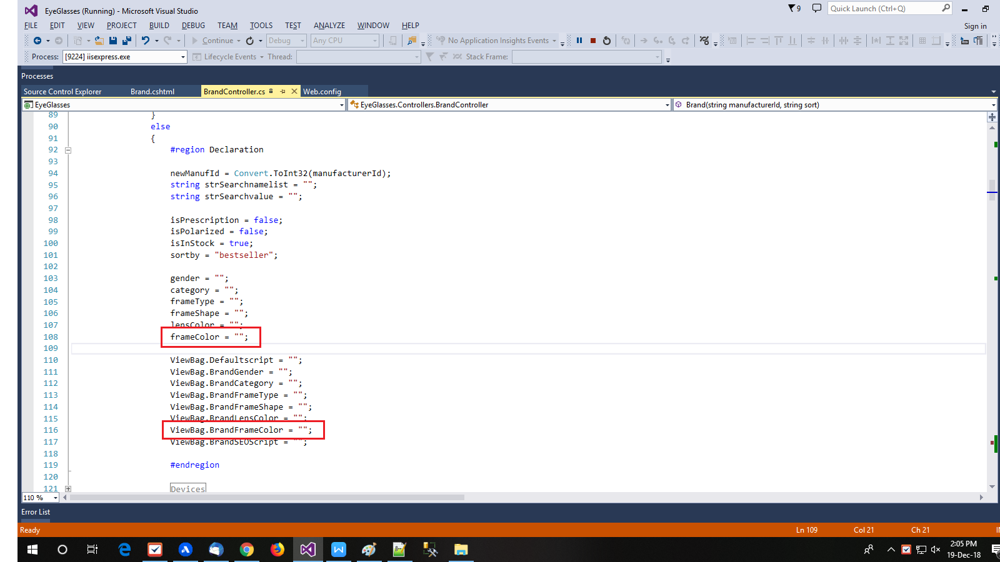 EyeGlasses (Running) - Microsoft Visual Studio
9
Quick Launch (Ctrl+Q)
FILE EDIT VIEW PROJECT BUILD DEBUG TEAM TOOLS TEST ANALYZE WINDOW HELP
Sign in
Continue Debug Any CPU No Application Insights Events
Process: [9224] iisexpress.exe Lifecycle Events Thread: Stack Frame:
Processes
Source Control Explorer Brand.cshtml BrandController.cs Web.config
EyeGlasses EyeGlasses.Controllers.BrandController Brand(string manufacturerId, string sort)
89 }
90 else
91 {
92 #region Declaration
93
94 newManufId = Convert.ToInt32(manufacturerId);
95 string strSearchnamelist = "";
96 string strSearchvalue = "";
97
98 isPrescription = false;
99 isPolarized = false;
100 isInStock = true;
101 sortby = "bestseller";
102
103 gender = "";
104 category = "";
105 frameType = "";
106 frameShape = "";
107 lensColor = "";
108 frameColor = "";
109
110 ViewBag.Defaultscript = "";
111 ViewBag.BrandGender = "";
112 ViewBag.BrandCategory = "";
113 ViewBag.BrandFrameType = "";
114 ViewBag.BrandFrameShape = "";
115 ViewBag.BrandLensColor = "";
116 ViewBag.BrandFrameColor = "";
117 ViewBag.BrandSEOScript = "";
118
119 #endregion
120
121 Devices
110 %
Error List
Ready Ln 109 Col 21 Ch 21
2:05 PM
19-Dec-18